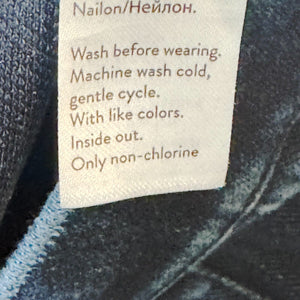 Nailon/Нейлон.
Wash before wearing.
Machine wash cold,
gentle cycle.
With like colors.
Inside out.
Only non-chlorine